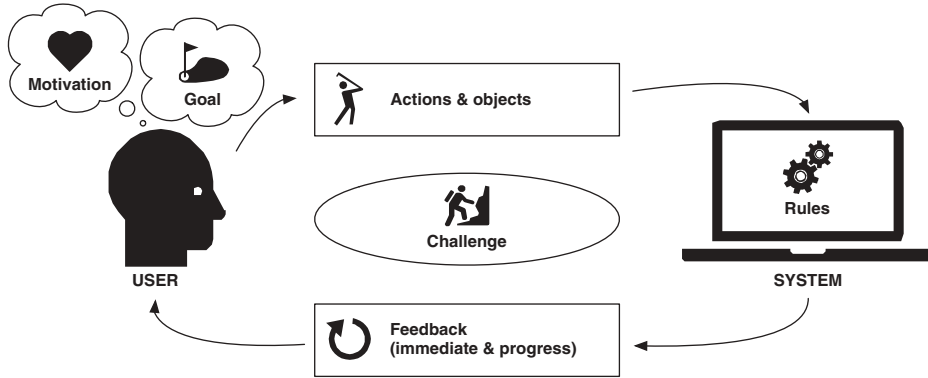 Motivation
Goal
Actions & objects
Rules
Challenge
USER
SYSTEM
Feedback
(immediate & progress)